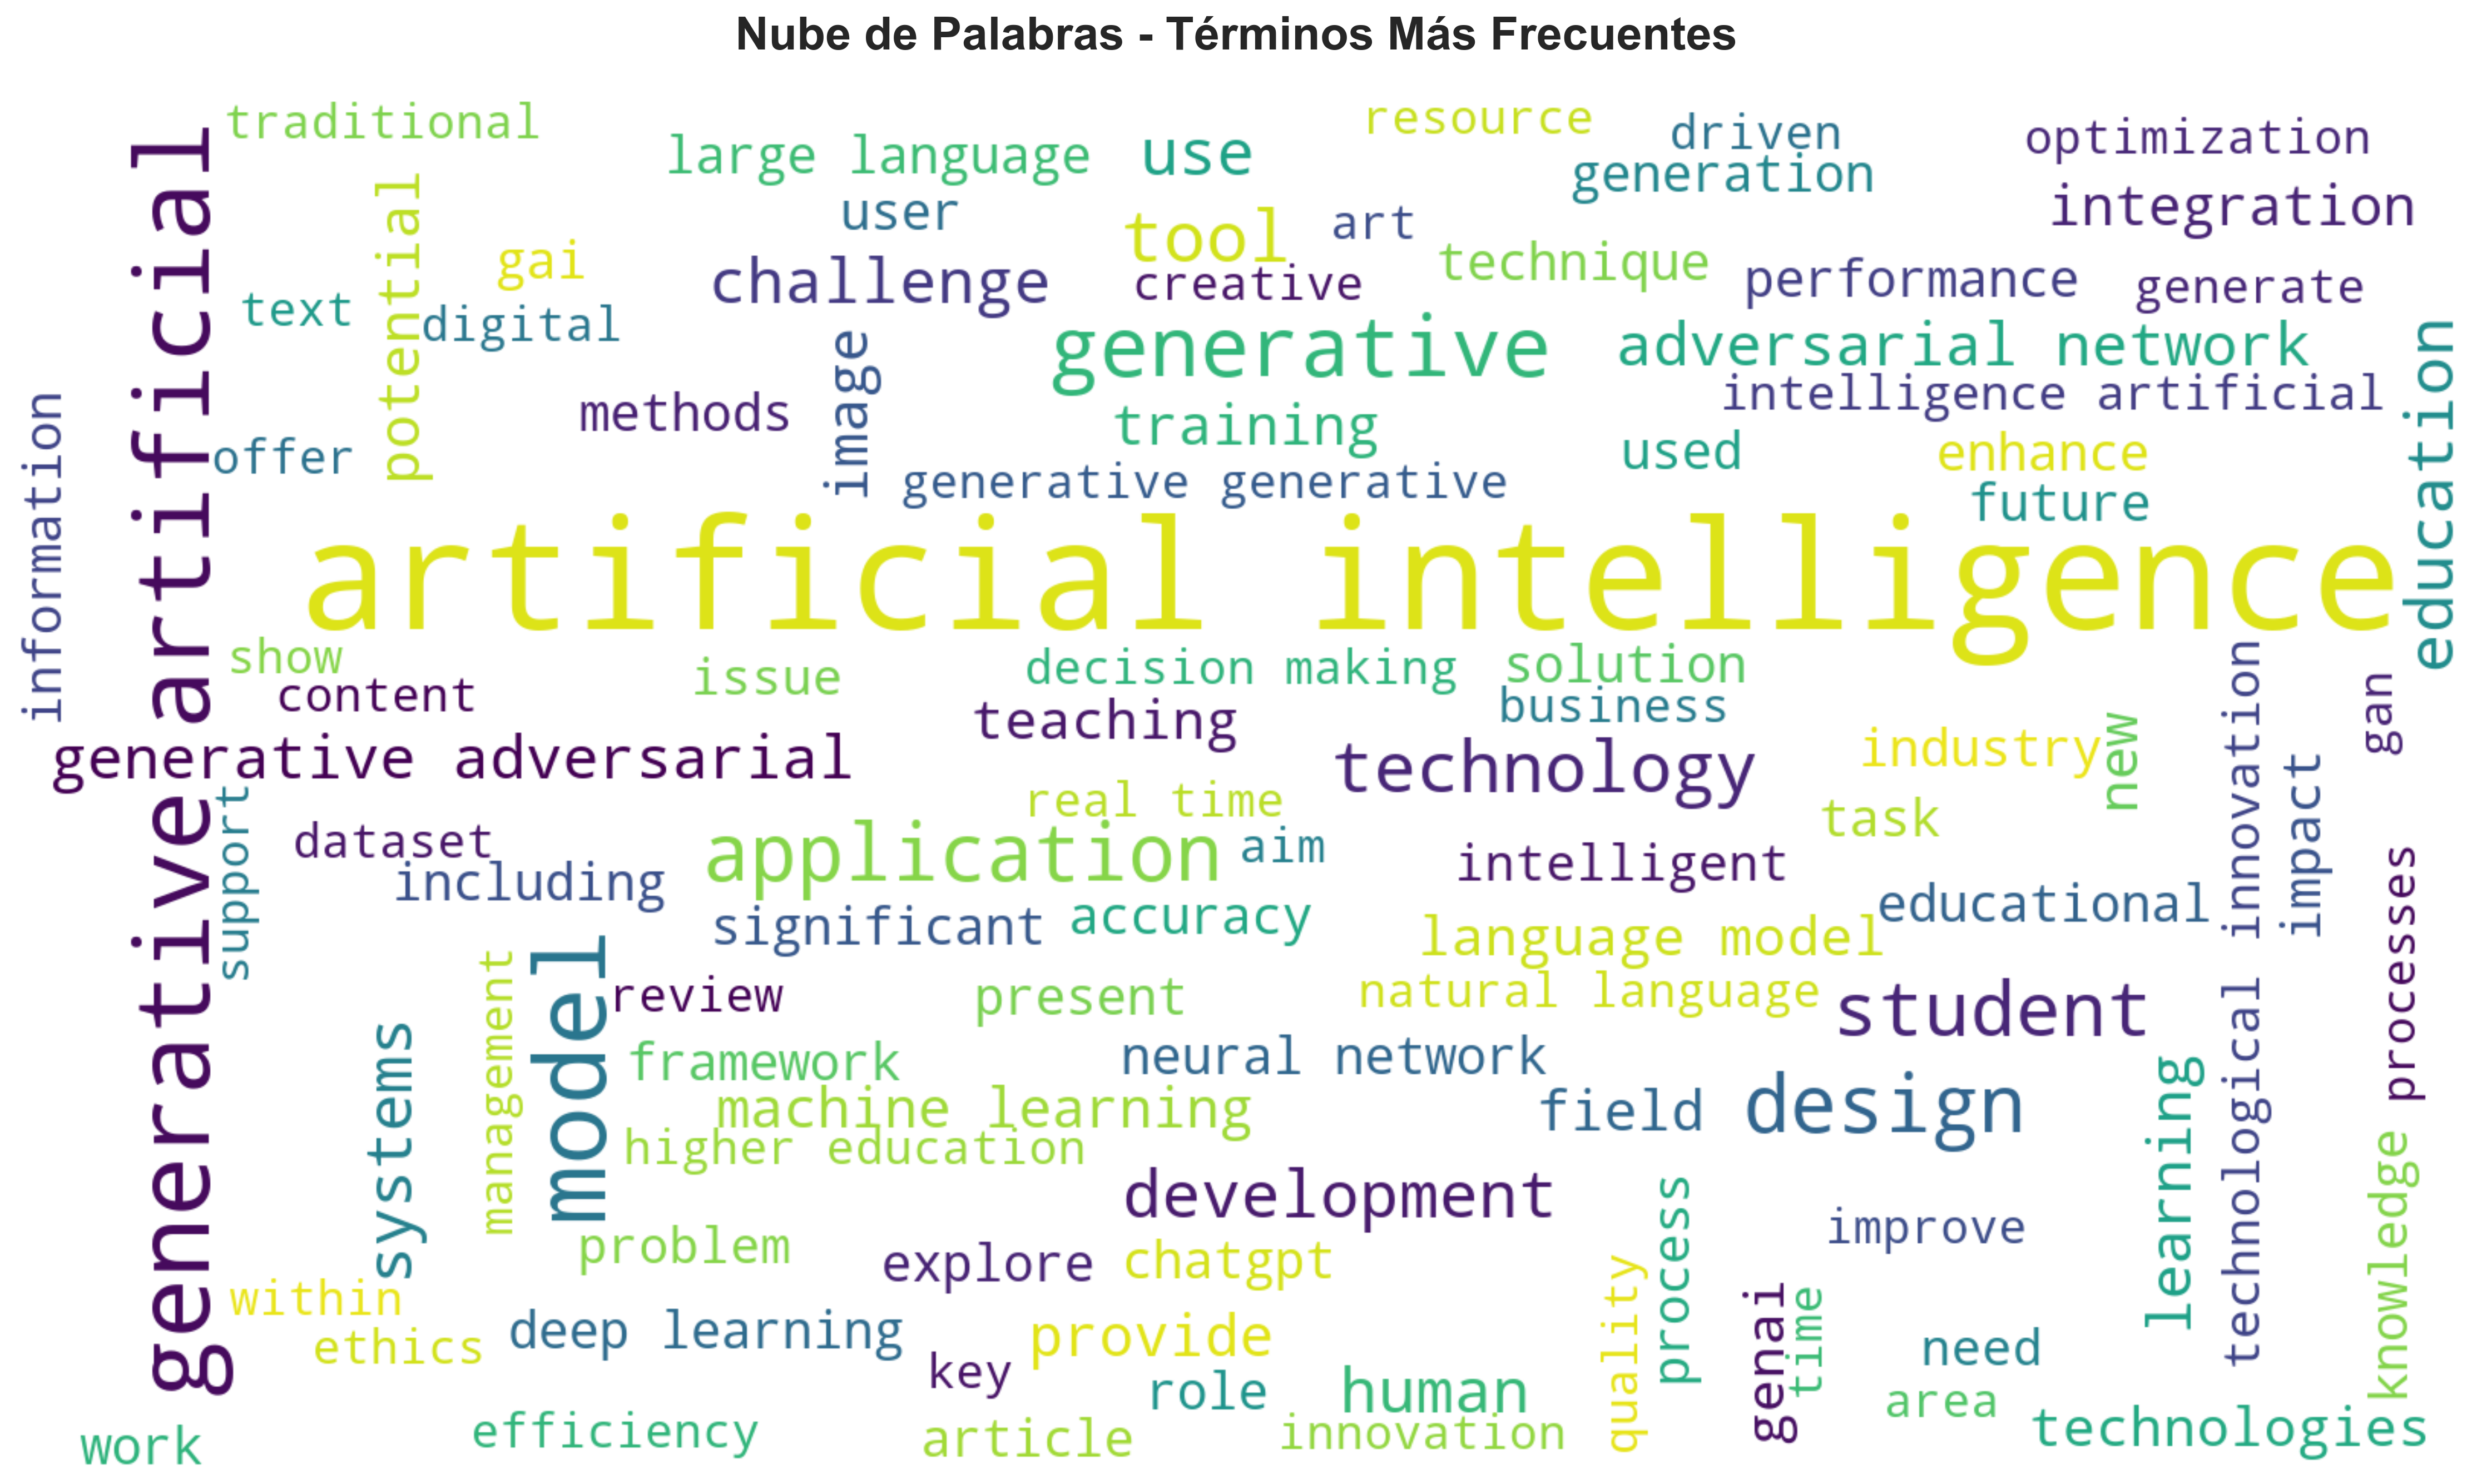 Nube de Palabras - Términos Más Frecuentes
traditional
large language
use
resource
driven
optimization
generation
integration
user
tool
art
potential
gai
challenge
creative
technique
performance
generate
text
digital
generative
adversarial network
image
intelligence artificial
methods
training
education
offer
used
enhance
information
generative generative
future
generative artificial
artificial intelligence
show
issue
decision making
solution
content
business
teaching
technological innovation
gan
generative adversarial
technology
industry
new
support
real time
task
impact
dataset
application
aim
intelligent
including
processes
significant
accuracy
language model
educational
model
management
review
present
natural language
student
systems
framework
neural network
machine learning
field
design
higher education
learning
development
process
knowledge
problem
explore
chatgpt
improve
within
quality
genai
time
ethics
deep learning
provide
need
key
role
human
area
work
efficiency
article
innovation
technologies